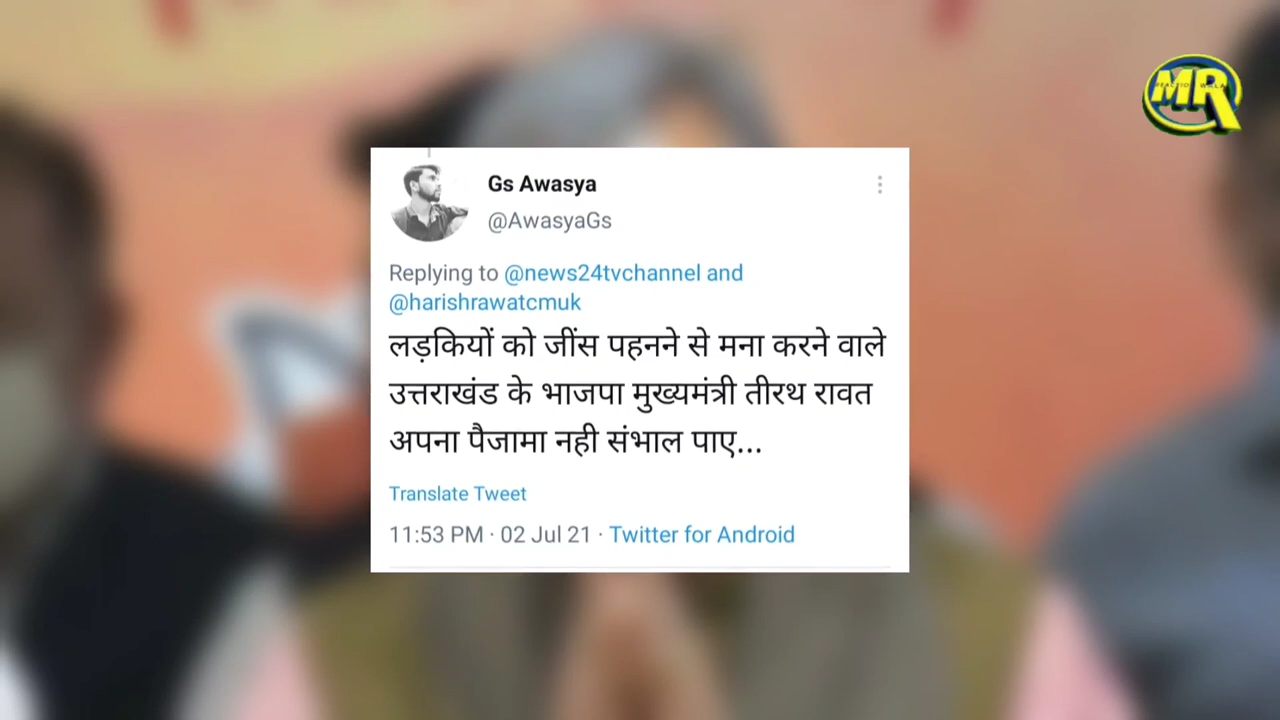 MR
Gs Awasya
@AwasyaGs
Replying to @news24tvchannel and
@harishrawatcmuk
लड़कियों को जींस पहनने से मना करने वाले
उत्तराखंड के भाजपा मुख्यमंत्री तीरथ रावत
अपना पैजामा नही संभाल पाए...
Translate Tweet
11:53 PM · 02 Jul 21 · Twitter for Android